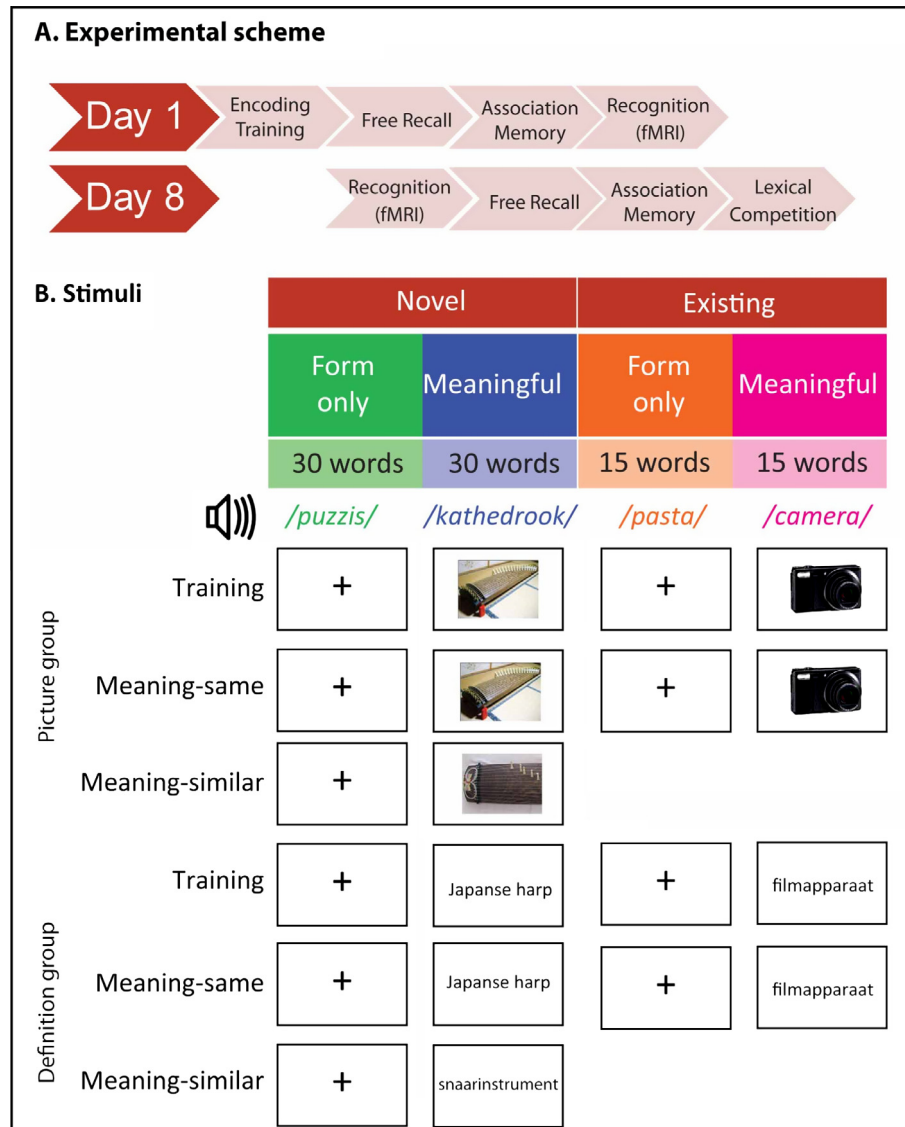 A. Experimental scheme
Day 1
Encoding
Training
Free Recall
Association
Memory
Recognition
(fMRI)
Day 8
Recognition
(fMRI)
Free Recall
Association
Memory
Lexical
Competition
B. Stimuli
Novel
Existing
Form
only
Meaningful
Form
only
Meaningful
30 words
30 words
15 words
15 words
/puzzis/
/kathedrook/
/pasta/
/camera/
Picture group
Training
+
+
Meaning-same
+
+
Meaning-similar
+
Definition group
Training
+
Japanse harp
+
filmapparaat
Meaning-same
+
Japanse harp
+
filmapparaat
Meaning-similar
+
snaarinstrument